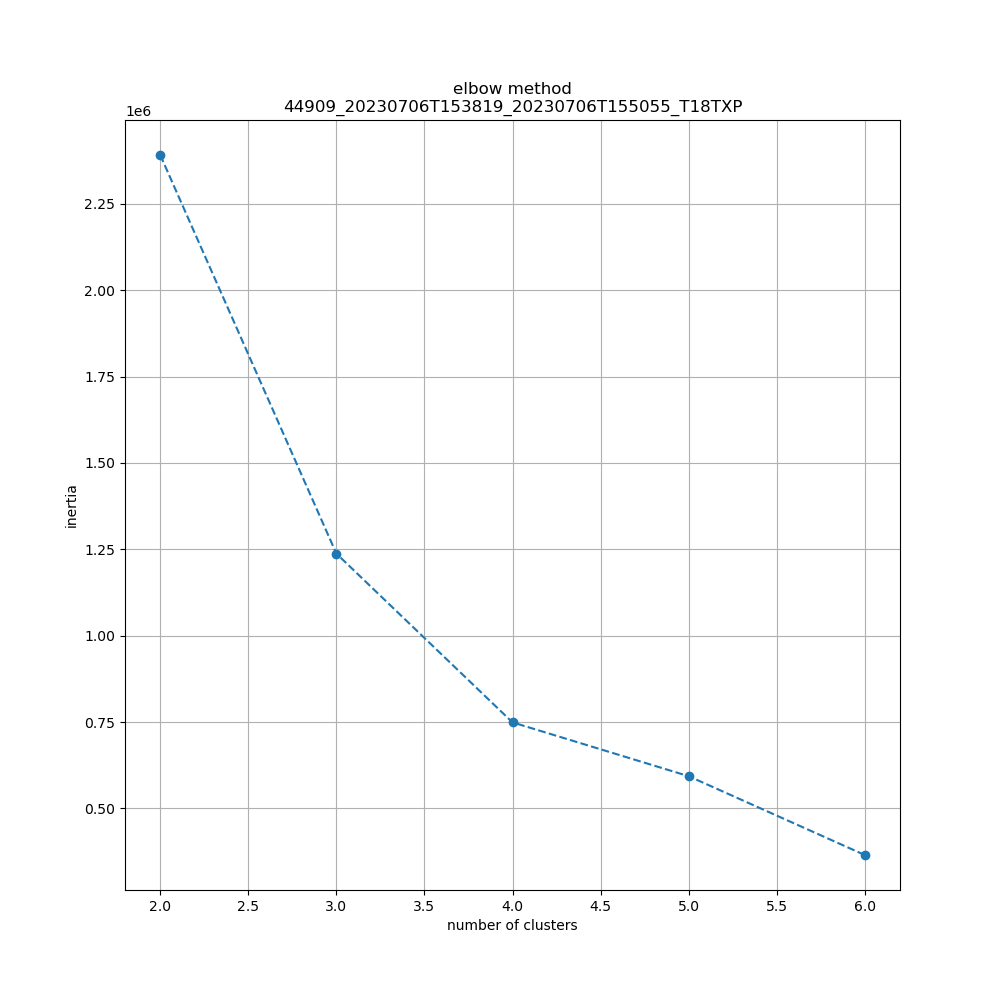 elbow method
44909_20230706T153819_20230706T155055_T18TXP
1e6
2.25
2.00
1.75
1.50
1.25
1.00
0.75
0.50
inertia
2.0 2.5 3.0 3.5 4.0 4.5 5.0 5.5 6.0
number of clusters